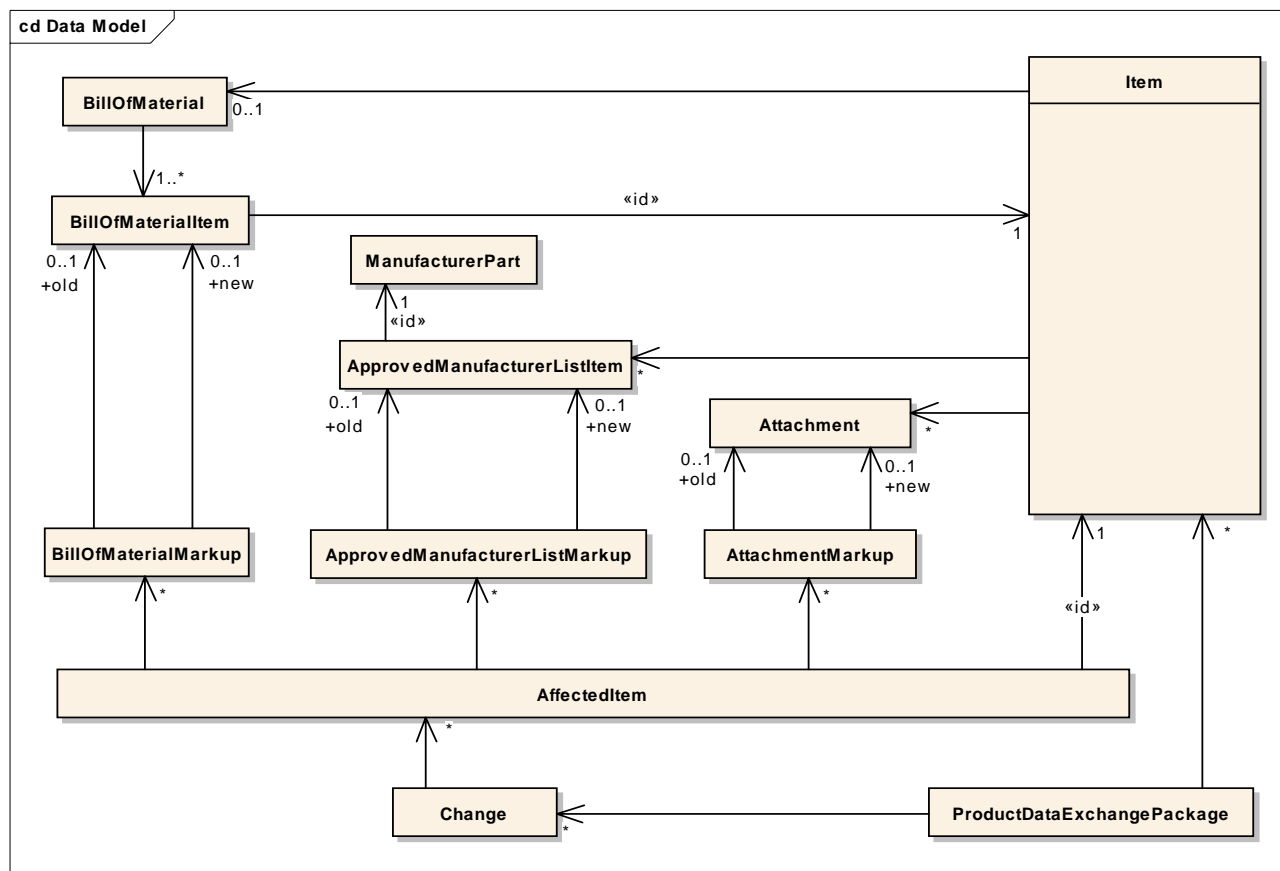 cd Data Model
BillOfMaterial
0..1
Item
1..*
BillOfMaterialItem
«id»
1
0..1
+old
0..1
+new
ManufacturerPart
1
«id»
ApprovedManufacturerListItem
*
0..1
+old
0..1
+new
Attachment
*
0..1
+old
0..1
+new
BillOfMaterialMarkup
ApprovedManufacturerListMarkup
AttachmentMarkup
1
*
*
*
*
«id»
AffectedItem
*
Change
*
ProductDataExchangePackage